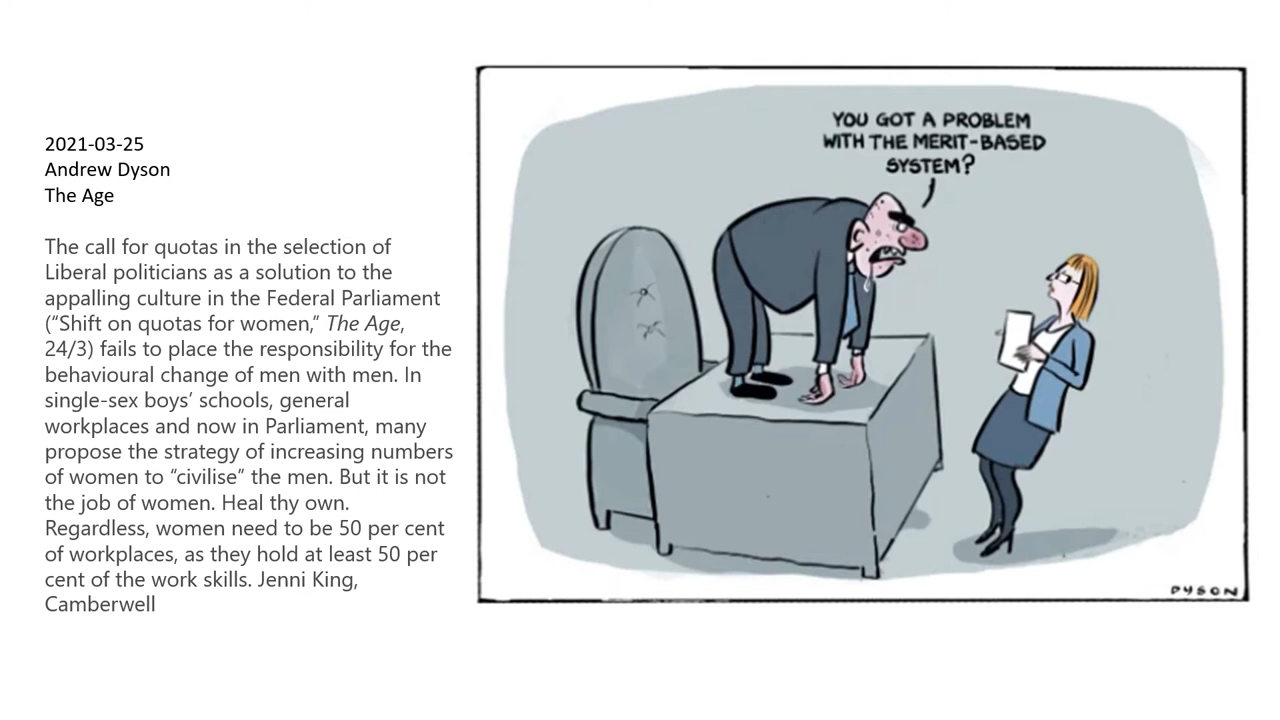 2021-03-25
Andrew Dyson
The Age
The call for quotas in the selection of
Liberal politicians as a solution to the
appalling culture in the Federal Parliament
(“Shift on quotas for women,” The Age,
24/3) fails to place the responsibility for the
behavioural change of men with men. In
single-sex boys’ schools, general
workplaces and now in Parliament, many
propose the strategy of increasing numbers
of women to “civilise” the men. But it is not
the job of women. Heal thy own.
Regardless, women need to be 50 per cent
of workplaces, as they hold at least 50 per
cent of the work skills. Jenni King,
Camberwell
YOU GOT A PROBLEM
WITH THE MERIT-BASED
SYSTEM?
DYSON